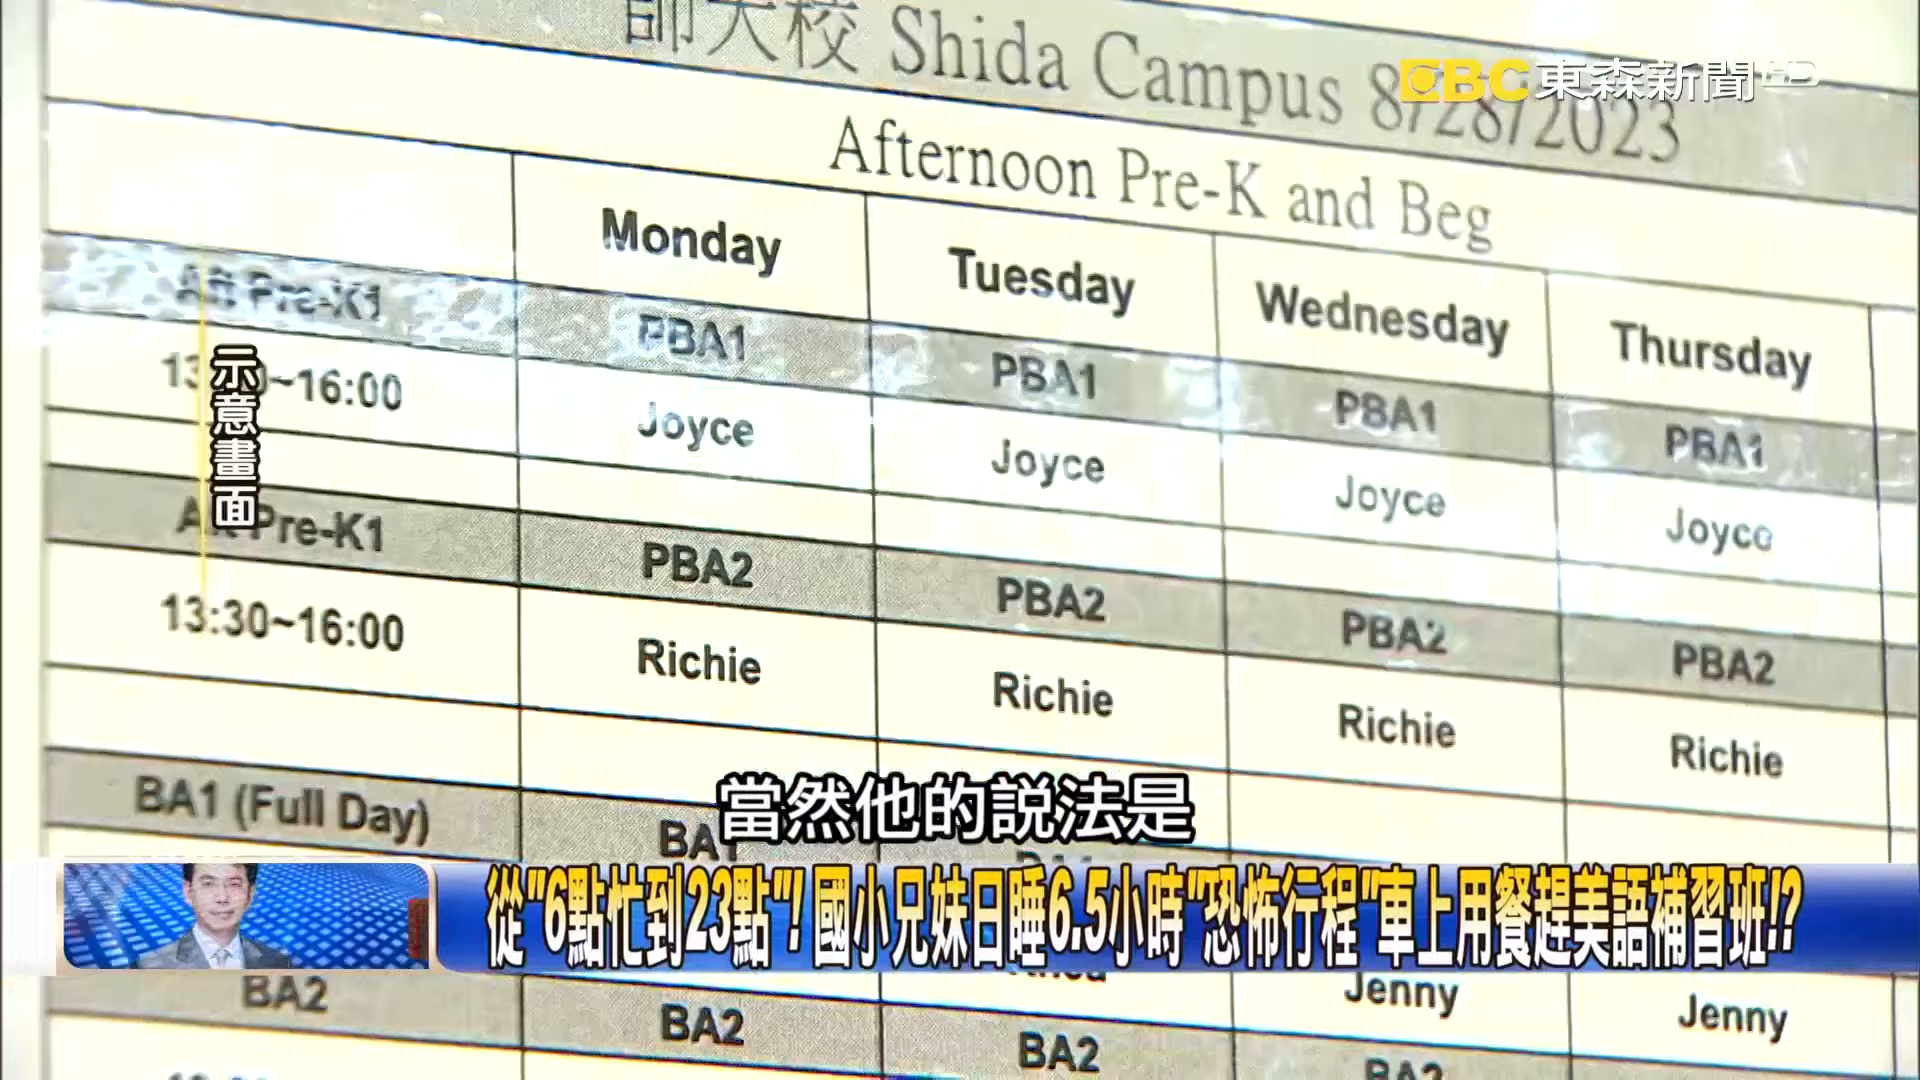 師大校 Shida Campus 8/28/2023
EBC 東森新聞 HD
Afternoon Pre-K and Beg
Monday Tuesday Wednesday Thursday
Aft Pre-K1 PBA1 PBA1 PBA1 PBA1
~16:00 Joyce Joyce Joyce Joyce
示意畫面
Pre-K1 PBA2 PBA2 PBA2 PBA2
13:30~16:00 Richie Richie Richie Richie
BA1 (Full Day) BA1
當然他的說法是
從"6點忙到23點"! 國小兄妹日睡6.5小時"恐怖行程"車上用餐趕美語補習班!?
Jenny Jenny
BA2 BA2 BA2 BA2